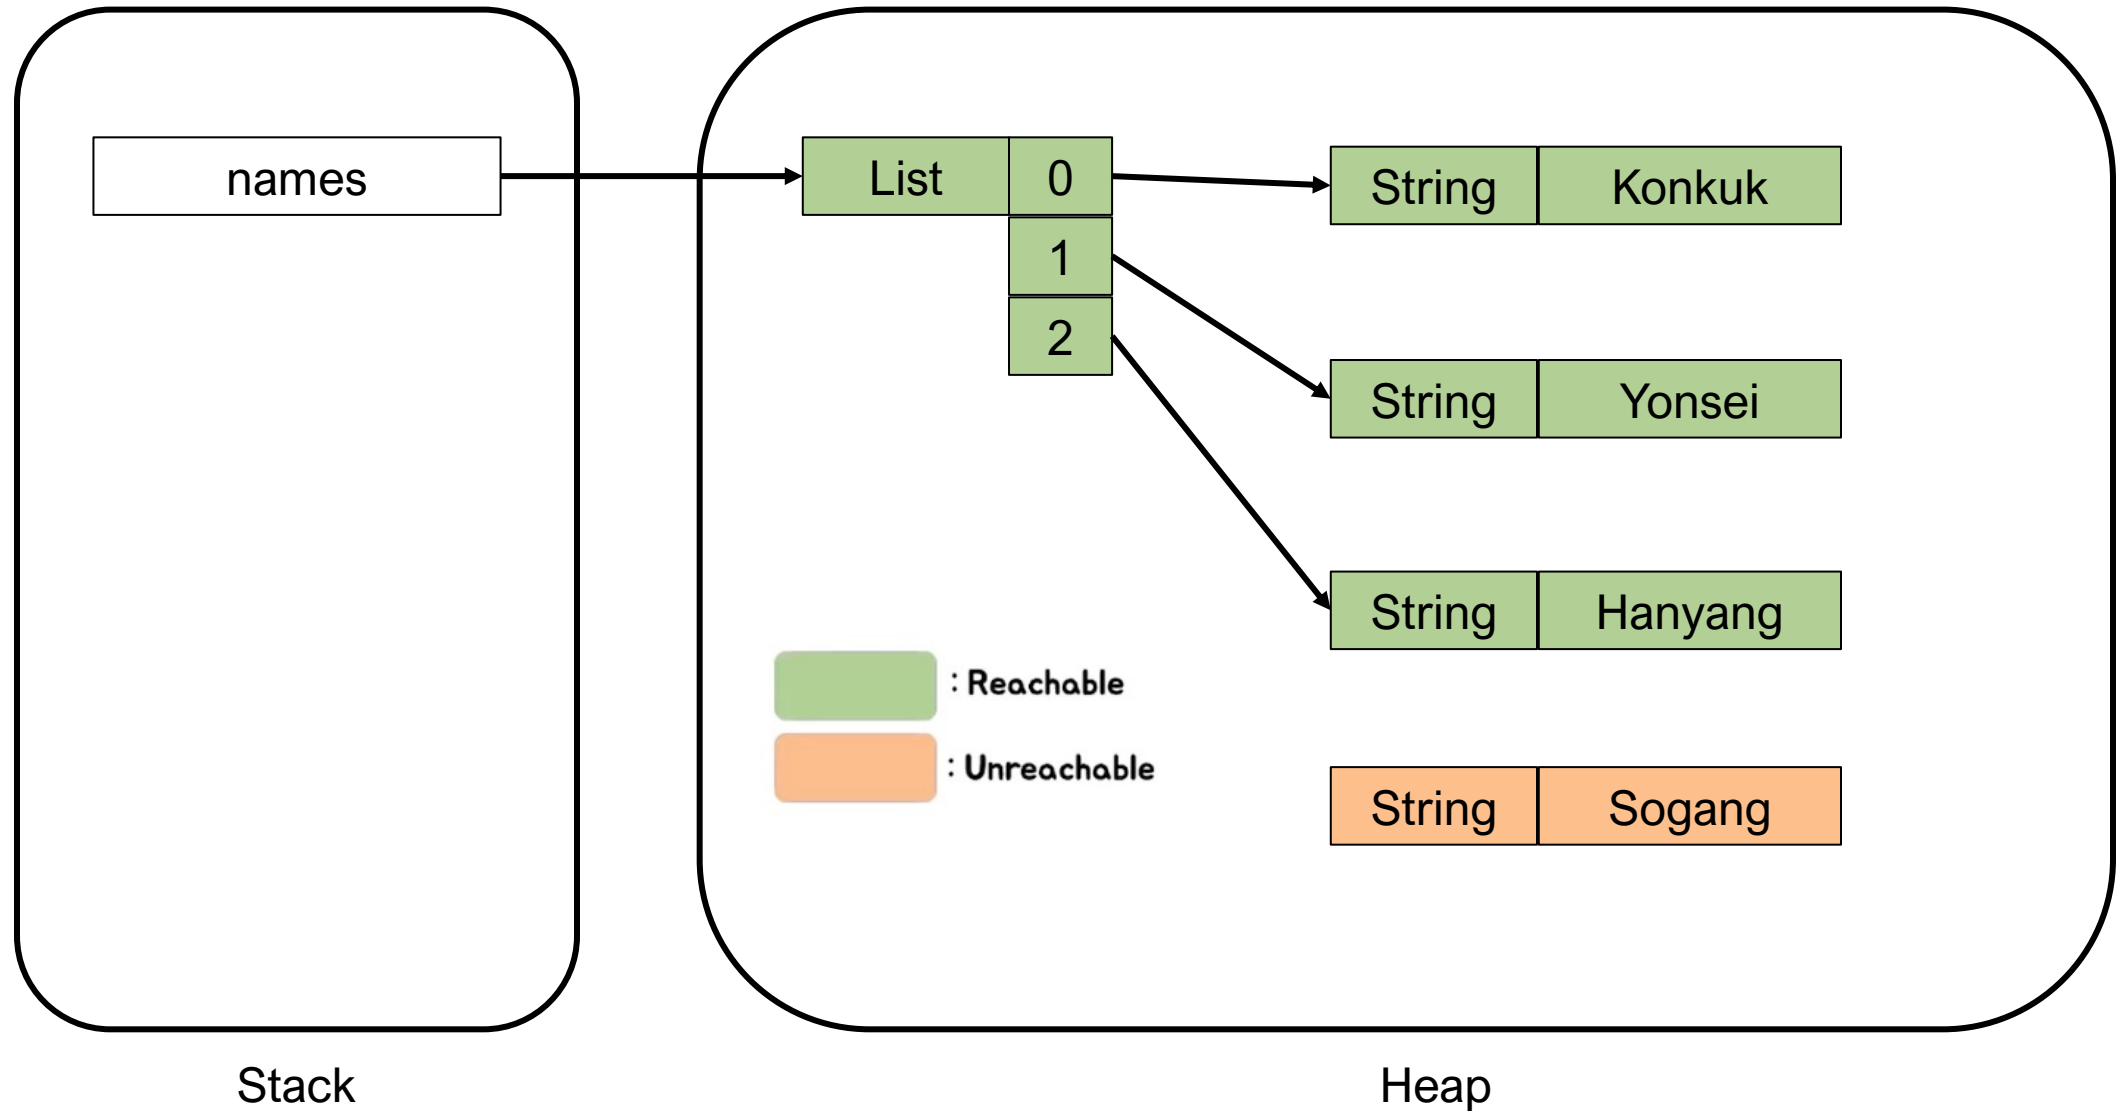 names
List 0
1
2
String Konkuk
String Yonsei
String Hanyang
: Reachable
: Unreachable
String Sogang
Stack
Heap